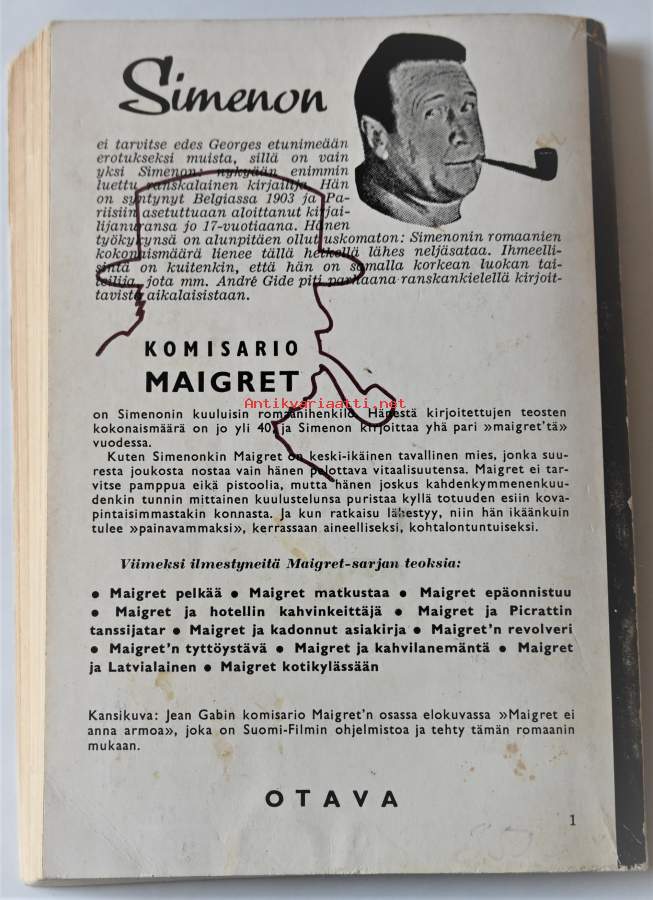 Simenon
ei tarvitse edes Georges etunimeään
erotukseksi muista, sillä on vain
yksi Simenon: nykyään enimmin
luettu ranskalainen kirjailija. Hän
on syntynyt Belgiassa 1903 ja Pa-
riisiin asetuttuaan aloittanut kirjai-
lijanuransa jo 17-vuotiaana. Hänen
työkykynsä on alunpitäen ollut uskomaton: Simenonin romaanien
kokonaismäärä lienee tällä hetkellä lähes neljäsataa. Ihmeelli-
sintä on kuitenkin, että hän on samalla korkean luokan tai-
teilija, jota mm. André Gide piti parhaana ranskankielellä kirjoit-
tavista aikalaisistaan.
KOMISARIO
MAIGRET
Antikvariaatti.net
on Simenonin kuuluisin romaanihenkilö. Hänestä kirjoitettujen teosten
kokonaismäärä on jo yli 40, ja Simenon kirjoittaa yhä pari »maigret'tä»
vuodessa.
Kuten Simenonkin Maigret on keski-ikäinen tavallinen mies, jonka suu-
resta joukosta nostaa vain hänen pelottava vitaalisuutensa. Maigret ei tar-
vitse pamppua eikä pistoolia, mutta hänen joskus kahdenkymmenenkuu-
denkin tunnin mittainen kuulustelunsa puristaa kyllä totuuden esiin kova-
pintaisimmastakin konnasta. Ja kun ratkaisu lähestyy, niin hän ikäänkuin
tulee »painavammaksi», kerrassaan aineelliseksi, kohtalontuntuiseksi.
Viimeksi ilmestyneitä Maigret-sarjan teoksia:
● Maigret pelkää ● Maigret matkustaa ● Maigret epäonnistuu
● Maigret ja hotellin kahvinkeittäjä ● Maigret ja Picrattin
tanssijatar ● Maigret ja kadonnut asiakirja ● Maigret'n revolveri
● Maigret'n tyttöystävä ● Maigret ja kahvilanemäntä ● Maigret
ja Latvialainen ● Maigret kotikylässään
Kansikuva: Jean Gabin komisario Maigret'n osassa elokuvassa »Maigret ei
anna armoa», joka on Suomi-Filmin ohjelmistoa ja tehty tämän romaanin
mukaan.
OTAVA
1